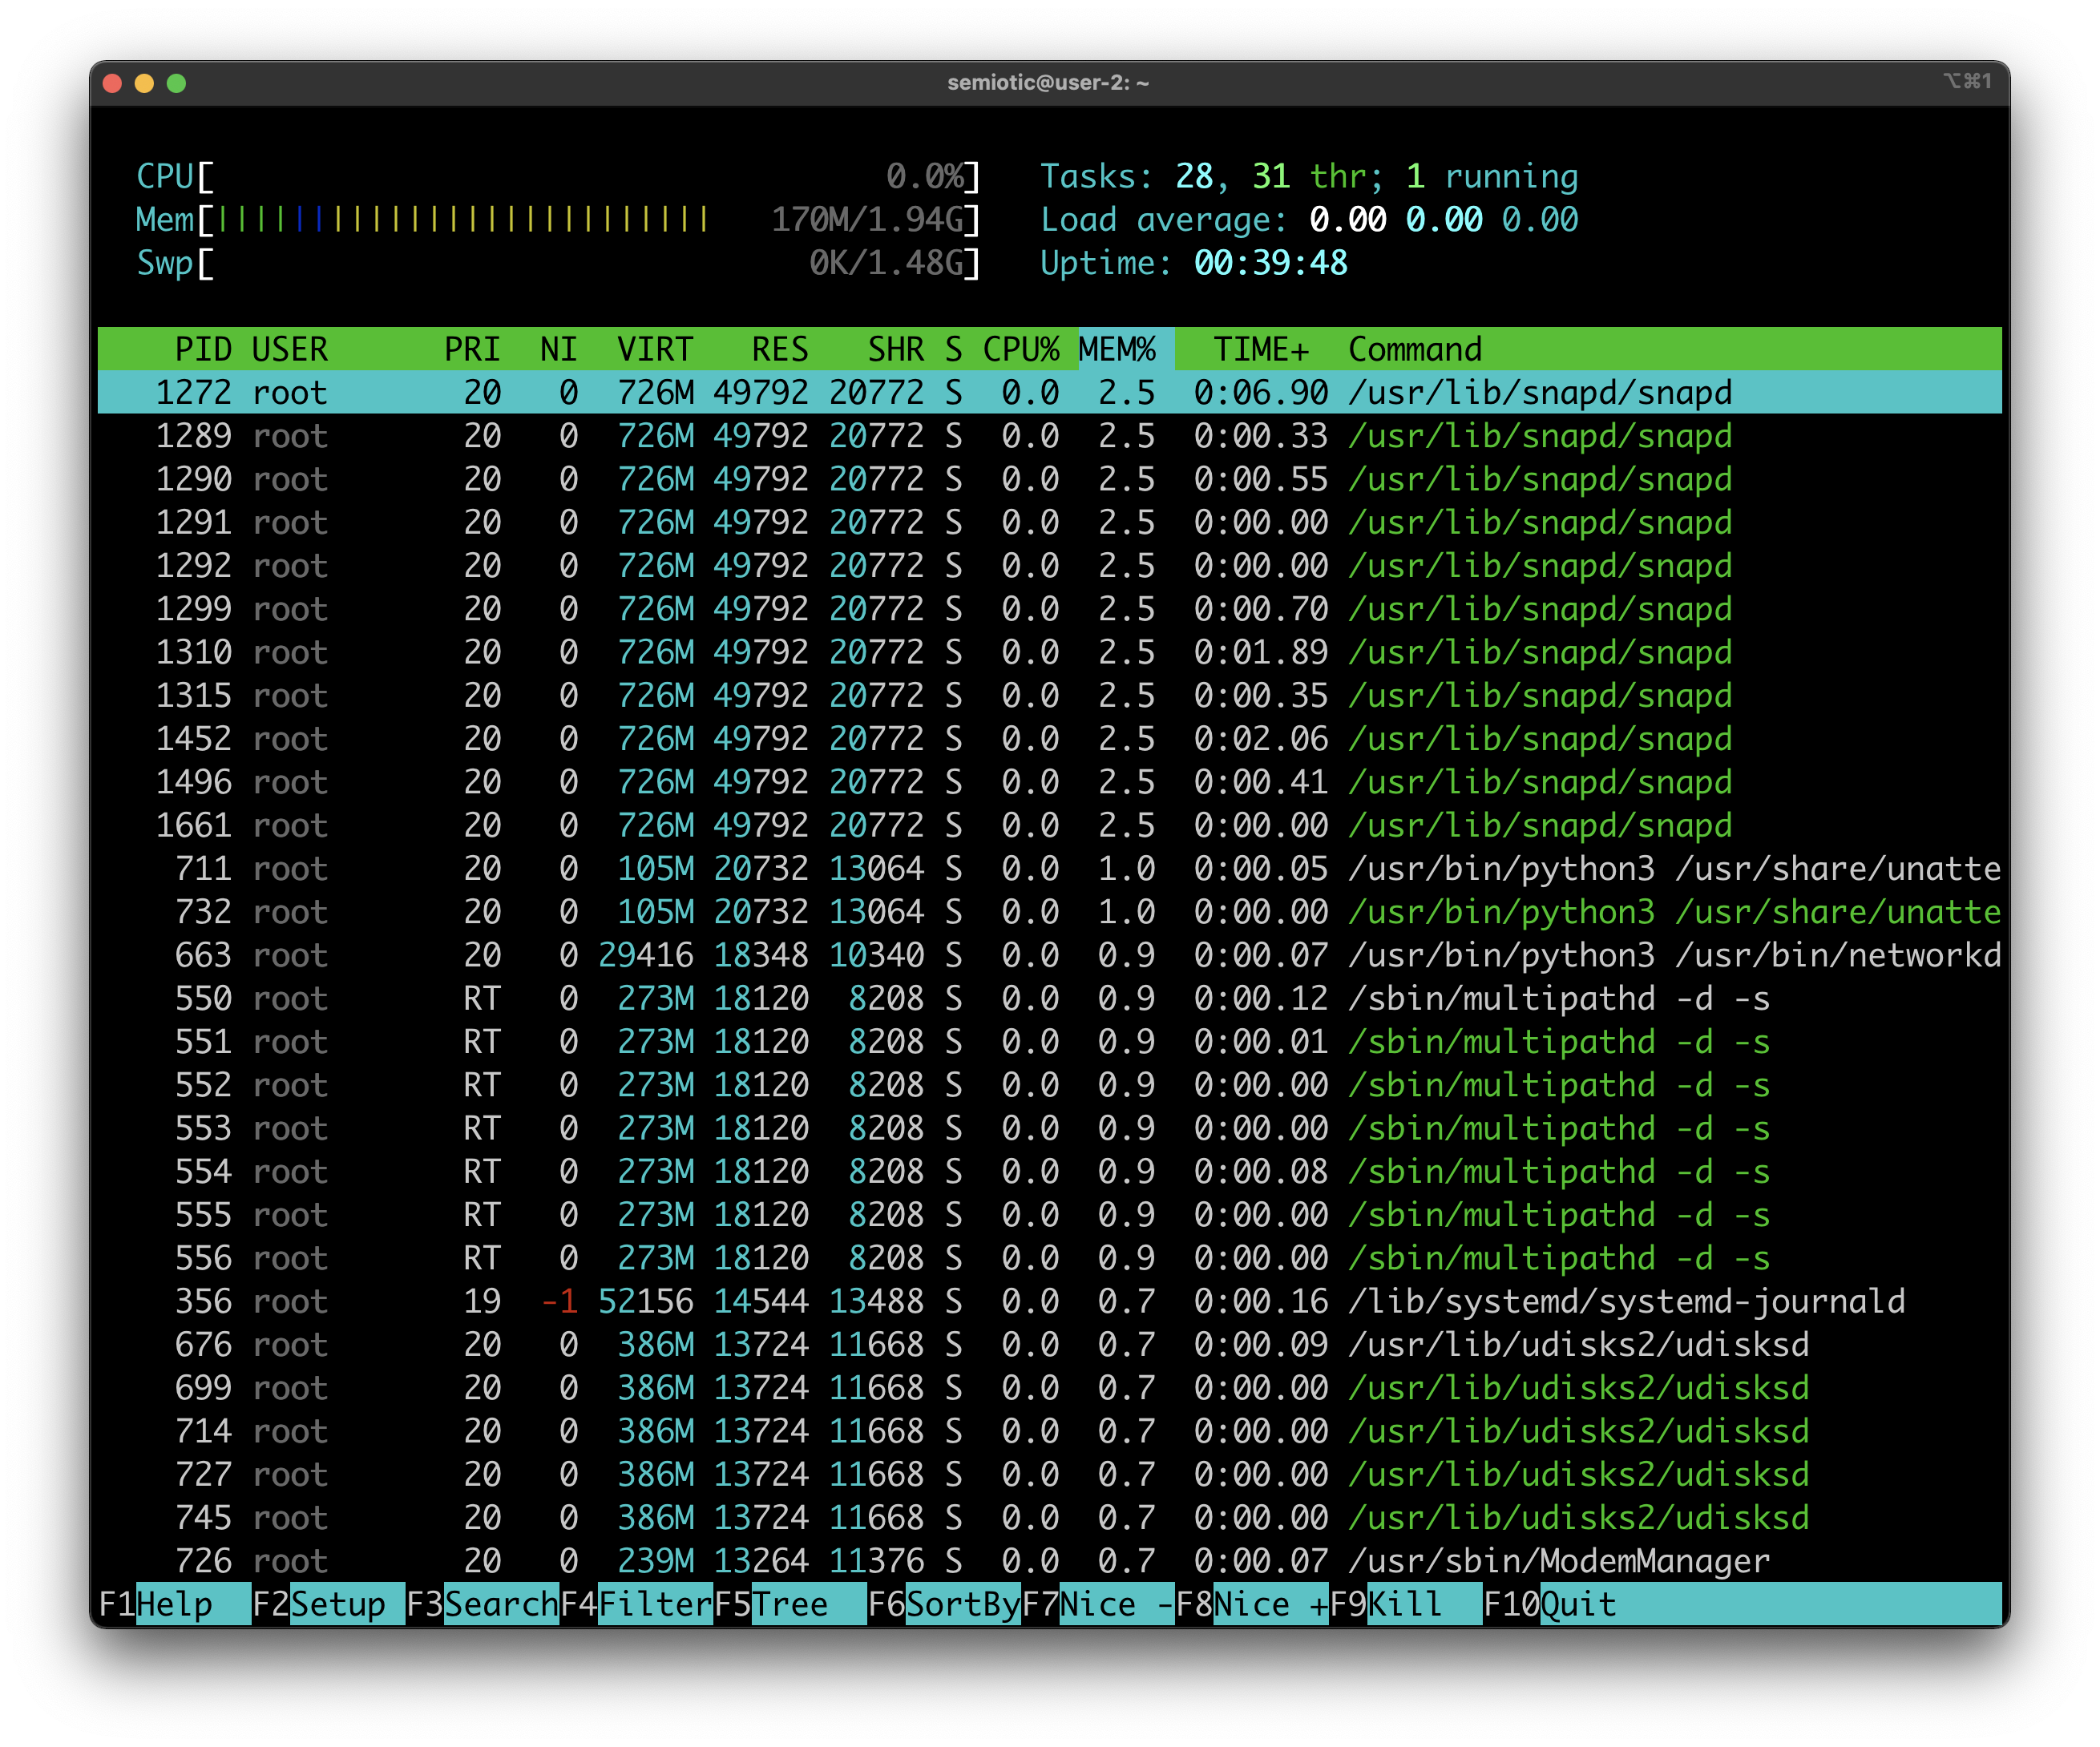 semiotic@user-2: ~ ⌥⌘1
CPU[ 0.0%] Tasks: 28, 31 thr; 1 running
Mem[|||||||||||||||||||||||||| 170M/1.94G] Load average: 0.00 0.00 0.00
Swp[ 0K/1.48G] Uptime: 00:39:48
PID USER PRI NI VIRT RES SHR S CPU% MEM% TIME+ Command
1272 root 20 0 726M 49792 20772 S 0.0 2.5 0:06.90 /usr/lib/snapd/snapd
1289 root 20 0 726M 49792 20772 S 0.0 2.5 0:00.33 /usr/lib/snapd/snapd
1290 root 20 0 726M 49792 20772 S 0.0 2.5 0:00.55 /usr/lib/snapd/snapd
1291 root 20 0 726M 49792 20772 S 0.0 2.5 0:00.00 /usr/lib/snapd/snapd
1292 root 20 0 726M 49792 20772 S 0.0 2.5 0:00.00 /usr/lib/snapd/snapd
1299 root 20 0 726M 49792 20772 S 0.0 2.5 0:00.70 /usr/lib/snapd/snapd
1310 root 20 0 726M 49792 20772 S 0.0 2.5 0:01.89 /usr/lib/snapd/snapd
1315 root 20 0 726M 49792 20772 S 0.0 2.5 0:00.35 /usr/lib/snapd/snapd
1452 root 20 0 726M 49792 20772 S 0.0 2.5 0:02.06 /usr/lib/snapd/snapd
1496 root 20 0 726M 49792 20772 S 0.0 2.5 0:00.41 /usr/lib/snapd/snapd
1661 root 20 0 726M 49792 20772 S 0.0 2.5 0:00.00 /usr/lib/snapd/snapd
711 root 20 0 105M 20732 13064 S 0.0 1.0 0:00.05 /usr/bin/python3 /usr/share/unatte
732 root 20 0 105M 20732 13064 S 0.0 1.0 0:00.00 /usr/bin/python3 /usr/share/unatte
663 root 20 0 29416 18348 10340 S 0.0 0.9 0:00.07 /usr/bin/python3 /usr/bin/networkd
550 root RT 0 273M 18120 8208 S 0.0 0.9 0:00.12 /sbin/multipathd -d -s
551 root RT 0 273M 18120 8208 S 0.0 0.9 0:00.01 /sbin/multipathd -d -s
552 root RT 0 273M 18120 8208 S 0.0 0.9 0:00.00 /sbin/multipathd -d -s
553 root RT 0 273M 18120 8208 S 0.0 0.9 0:00.00 /sbin/multipathd -d -s
554 root RT 0 273M 18120 8208 S 0.0 0.9 0:00.08 /sbin/multipathd -d -s
555 root RT 0 273M 18120 8208 S 0.0 0.9 0:00.00 /sbin/multipathd -d -s
556 root RT 0 273M 18120 8208 S 0.0 0.9 0:00.00 /sbin/multipathd -d -s
356 root 19 -1 52156 14544 13488 S 0.0 0.7 0:00.16 /lib/systemd/systemd-journald
676 root 20 0 386M 13724 11668 S 0.0 0.7 0:00.09 /usr/lib/udisks2/udisksd
699 root 20 0 386M 13724 11668 S 0.0 0.7 0:00.00 /usr/lib/udisks2/udisksd
714 root 20 0 386M 13724 11668 S 0.0 0.7 0:00.00 /usr/lib/udisks2/udisksd
727 root 20 0 386M 13724 11668 S 0.0 0.7 0:00.00 /usr/lib/udisks2/udisksd
745 root 20 0 386M 13724 11668 S 0.0 0.7 0:00.00 /usr/lib/udisks2/udisksd
726 root 20 0 239M 13264 11376 S 0.0 0.7 0:00.07 /usr/sbin/ModemManager
F1Help F2Setup F3SearchF4FilterF5Tree F6SortByF7Nice -F8Nice +F9Kill F10Quit